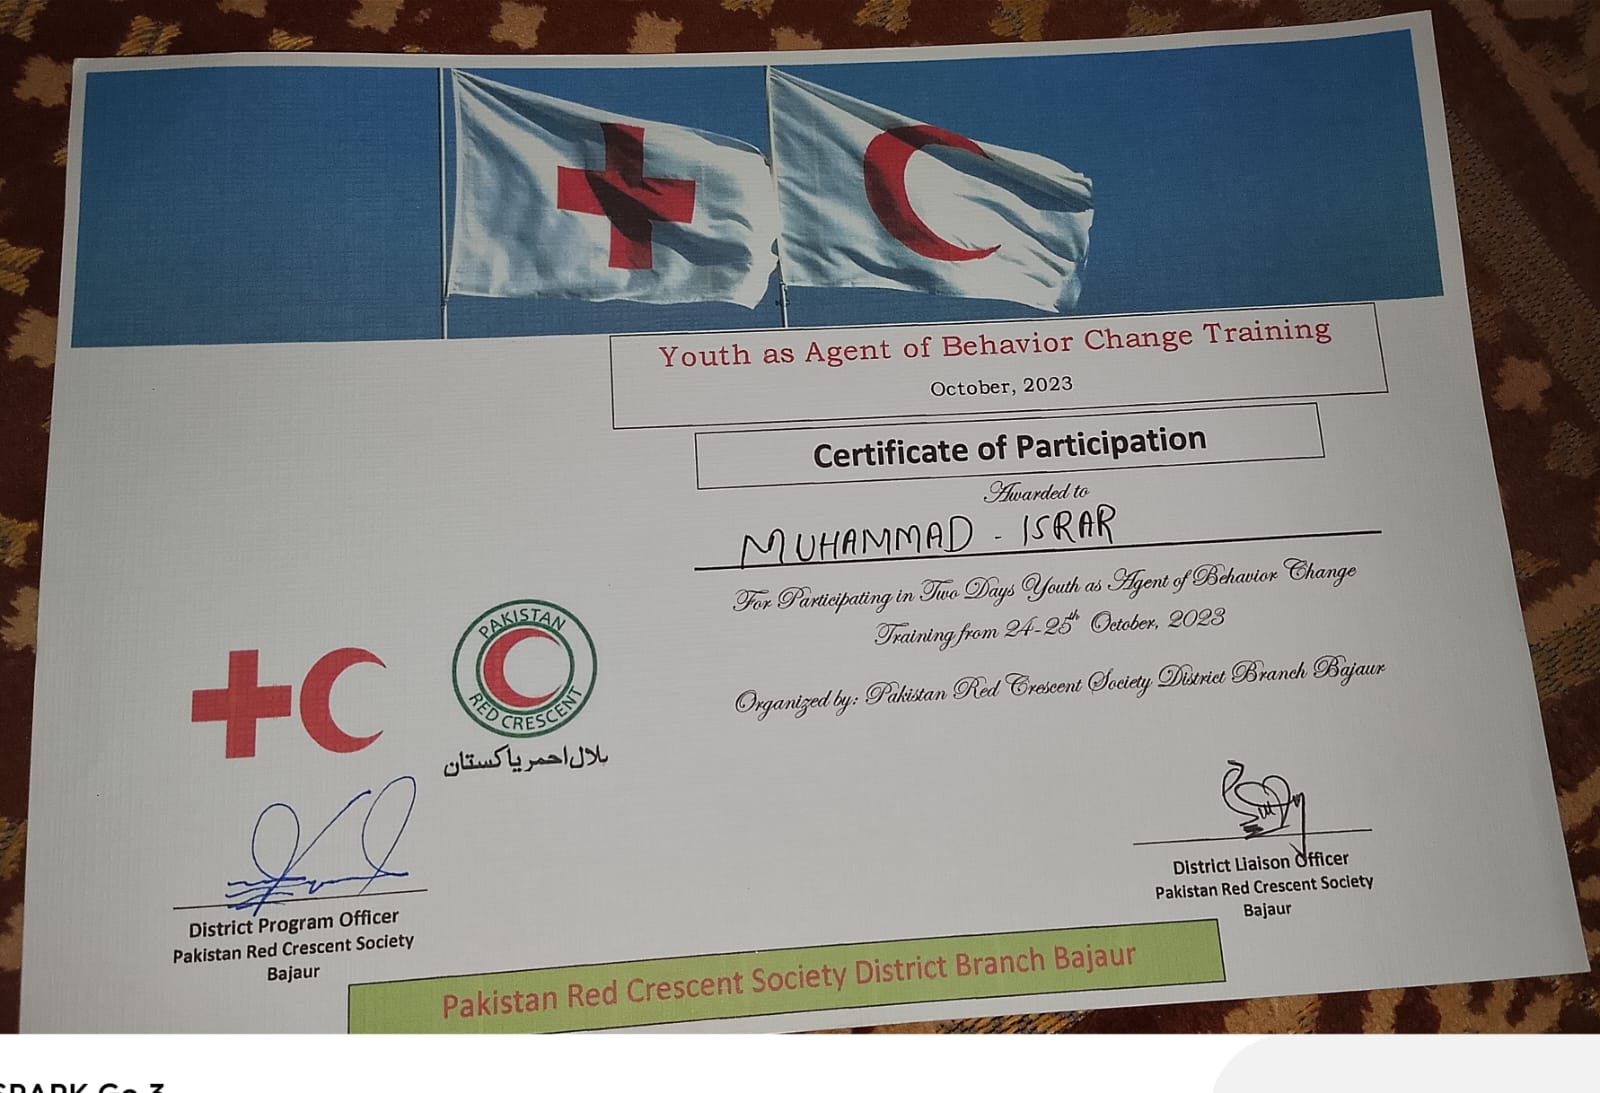 Youth as Agent of Behavior Change Training
October, 2023
Certificate of Participation
Awarded to
MUHAMMAD - ISRAR
For Participating in Two Days Youth as Agent of Behavior Change
Training from 24-25th October, 2023
Organized by: Pakistan Red Crescent Society District Branch Bajaur
PAKISTAN
RED CRESCENT
ہلال احمر پاکستان
District Program Officer
Pakistan Red Crescent Society
Bajaur
District Liaison Officer
Pakistan Red Crescent Society
Bajaur
Pakistan Red Crescent Society District Branch Bajaur
SPARK Go 3